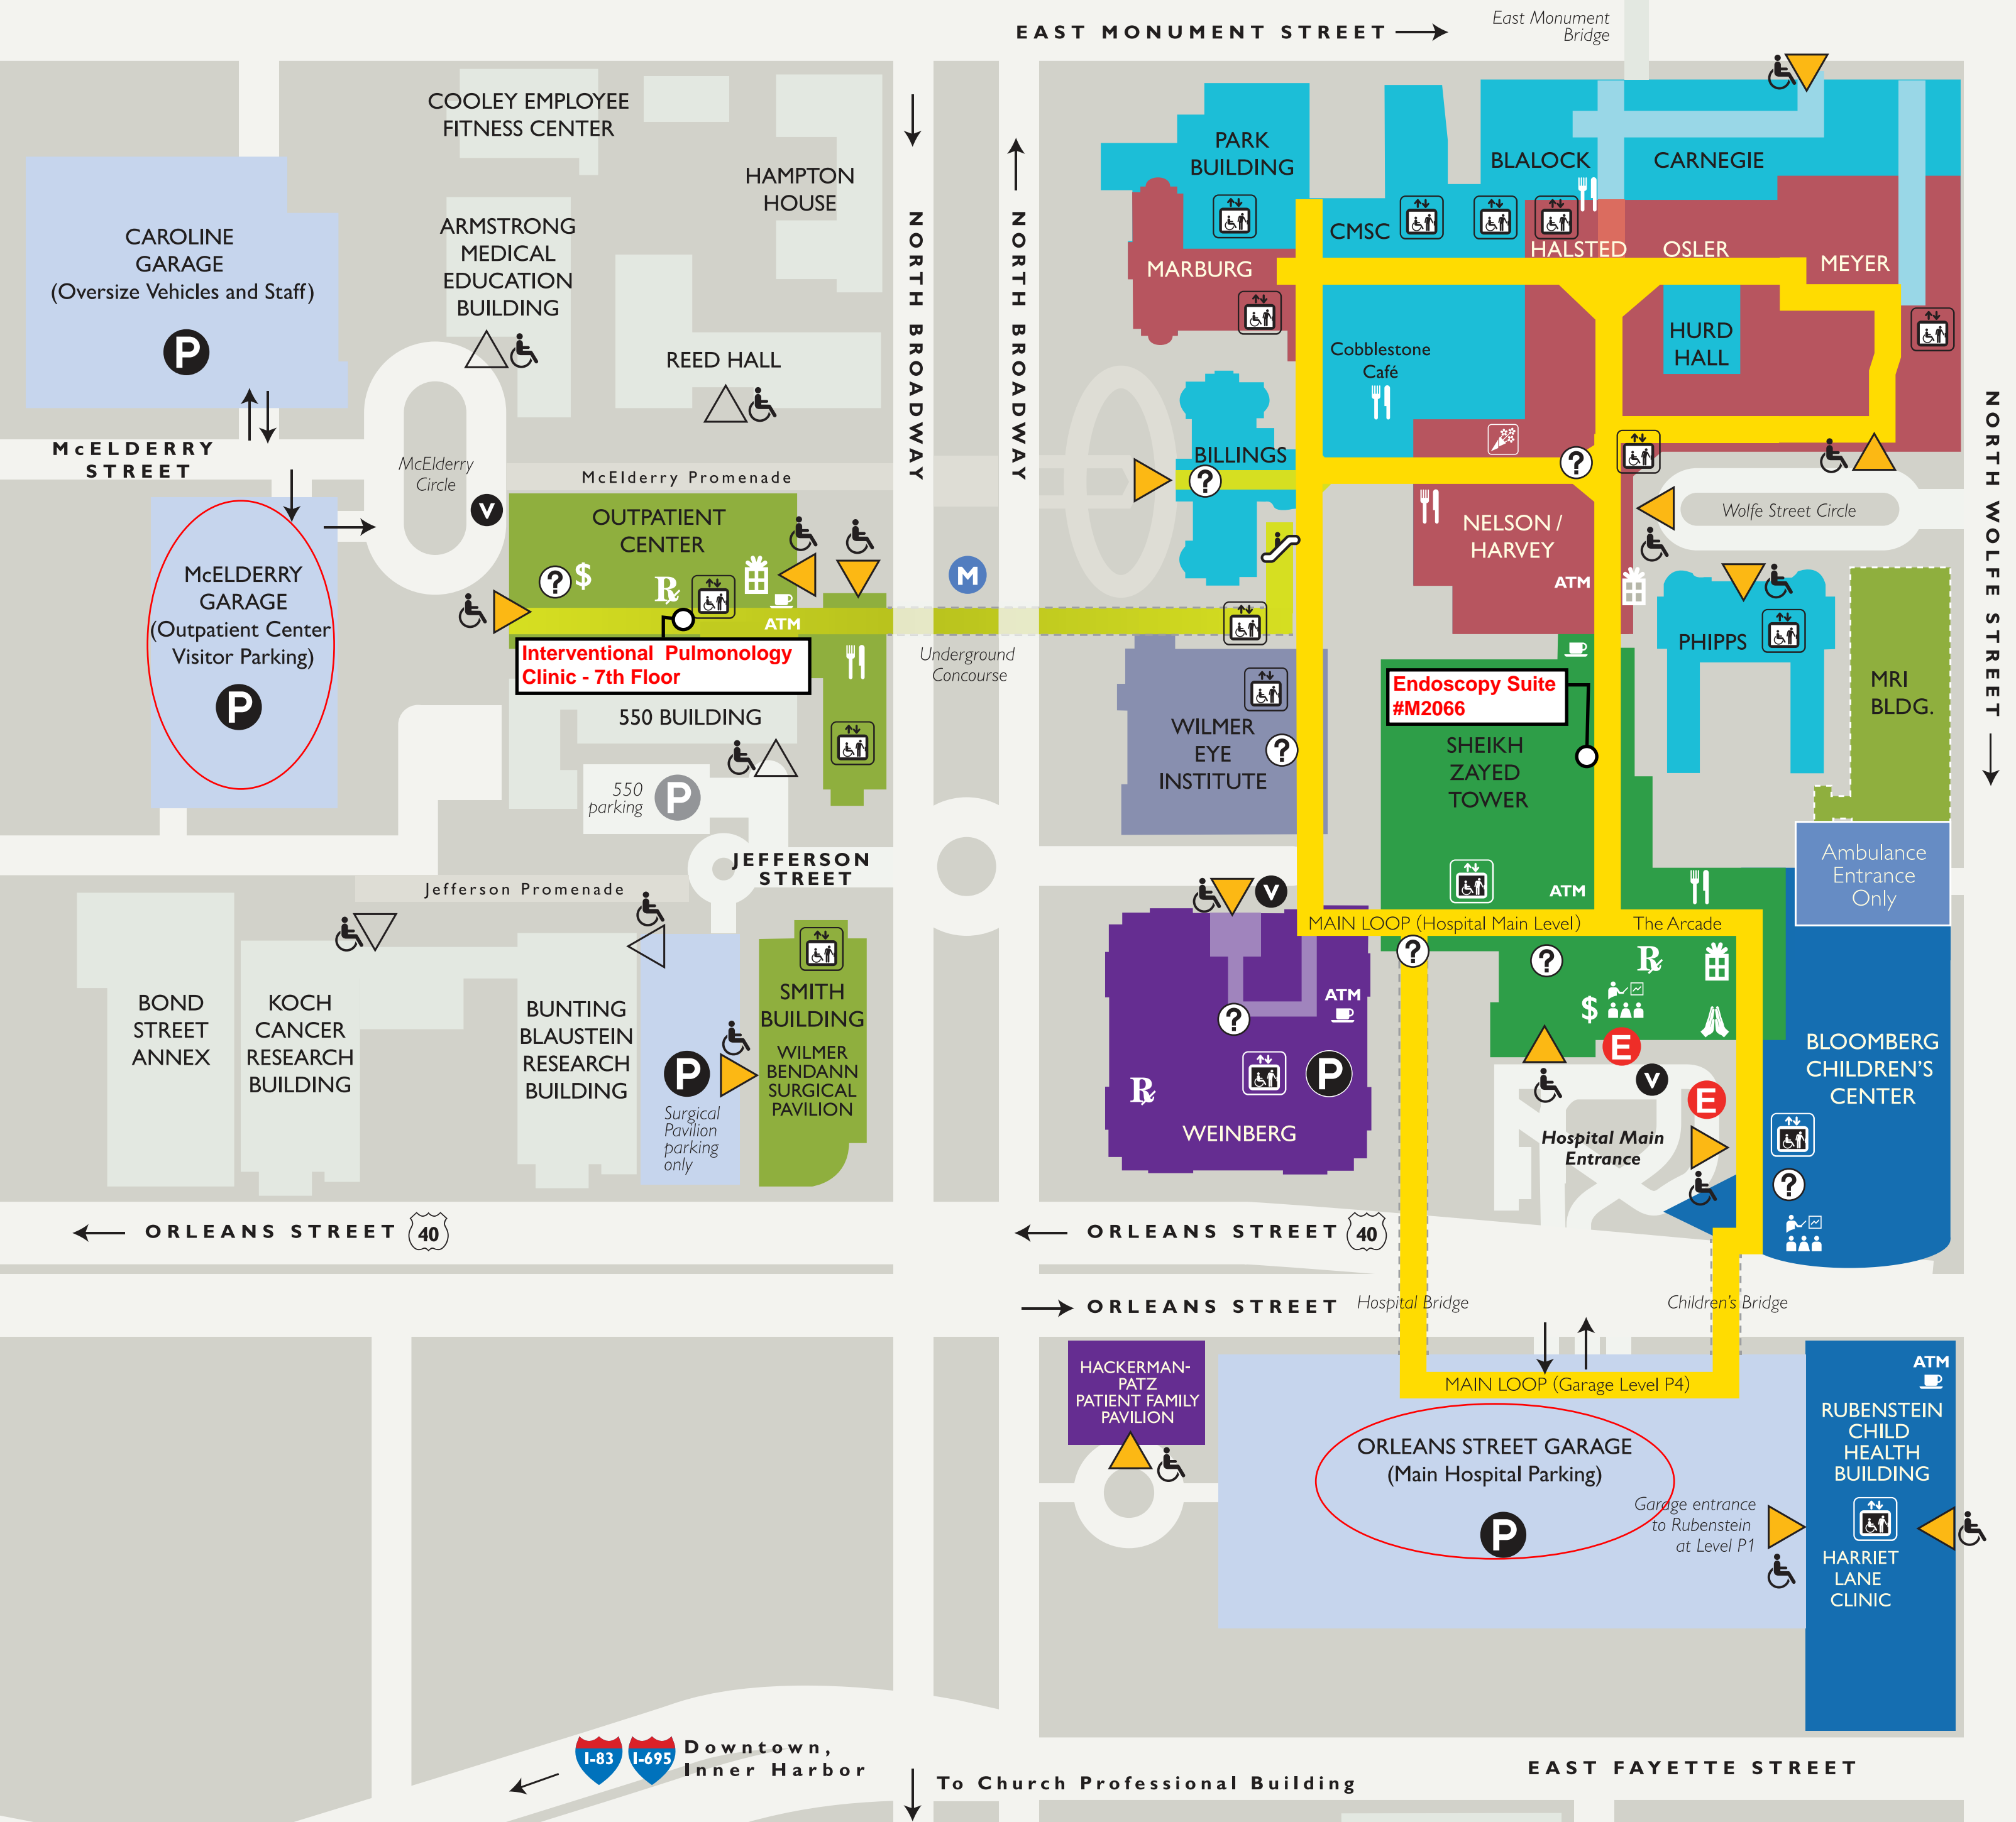 EAST MONUMENT STREET
East Monument
Bridge
COOLEY EMPLOYEE
FITNESS CENTER
HAMPTON
HOUSE
CAROLINE
GARAGE
(Oversize Vehicles and Staff)
P
ARMSTRONG
MEDICAL
EDUCATION
BUILDING
REED HALL
NORTH BROADWAY
NORTH BROADWAY
PARK
BUILDING
BLALOCK
CARNEGIE
CMSC
MARBURG
HALSTED
OSLER
MEYER
HURD
HALL
Cobblestone
Café
NORTH WOLFE STREET
McELDERRY
STREET
McElderry
Circle
V
McElderry Promenade
BILLINGS
?
?
Wolfe Street Circle
McELDERRY
GARAGE
(Outpatient Center
Visitor Parking)
P
OUTPATIENT
CENTER
? $
Rx
ATM
M
NELSON /
HARVEY
ATM
PHIPPS
MRI
BLDG.
Interventional Pulmonology
Clinic - 7th Floor
Underground
Concourse
Endoscopy Suite
#M2066
550 BUILDING
550
parking
P
WILMER
EYE
INSTITUTE
?
SHEIKH
ZAYED
TOWER
ATM
Ambulance
Entrance
Only
JEFFERSON
STREET
Jefferson Promenade
V
MAIN LOOP (Hospital Main Level)
The Arcade
?
?
Rx
$
E
V
E
BOND
STREET
ANNEX
KOCH
CANCER
RESEARCH
BUILDING
BUNTING
BLAUSTEIN
RESEARCH
BUILDING
P
Surgical
Pavilion
parking
only
SMITH
BUILDING
WILMER
BENDANN
SURGICAL
PAVILION
?
ATM
P
Rx
WEINBERG
Hospital Main
Entrance
BLOOMBERG
CHILDREN'S
CENTER
?
ORLEANS STREET 40
ORLEANS STREET 40
ORLEANS STREET
Hospital Bridge
Children's Bridge
MAIN LOOP (Garage Level P4)
HACKERMAN-
PATZ
PATIENT FAMILY
PAVILION
ORLEANS STREET GARAGE
(Main Hospital Parking)
P
Garage entrance
to Rubenstein
at Level P1
ATM
RUBENSTEIN
CHILD
HEALTH
BUILDING
HARRIET
LANE
CLINIC
I-83 I-695
Downtown,
Inner Harbor
To Church Professional Building
EAST FAYETTE STREET